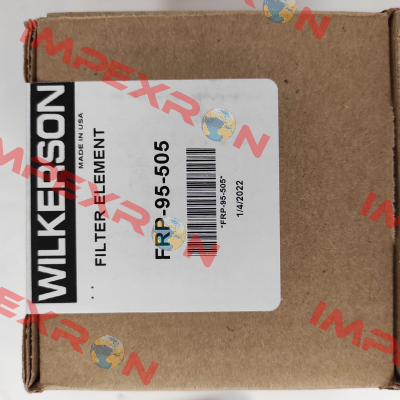 WILKERSON
MADE IN USA
FILTER ELEMENT
FRP-95-505
*FRP-95-505*
1/4/2022
IMPEXRON
IMPEXRON
IMPEXRON
IMPEXRON
IMPEXRON